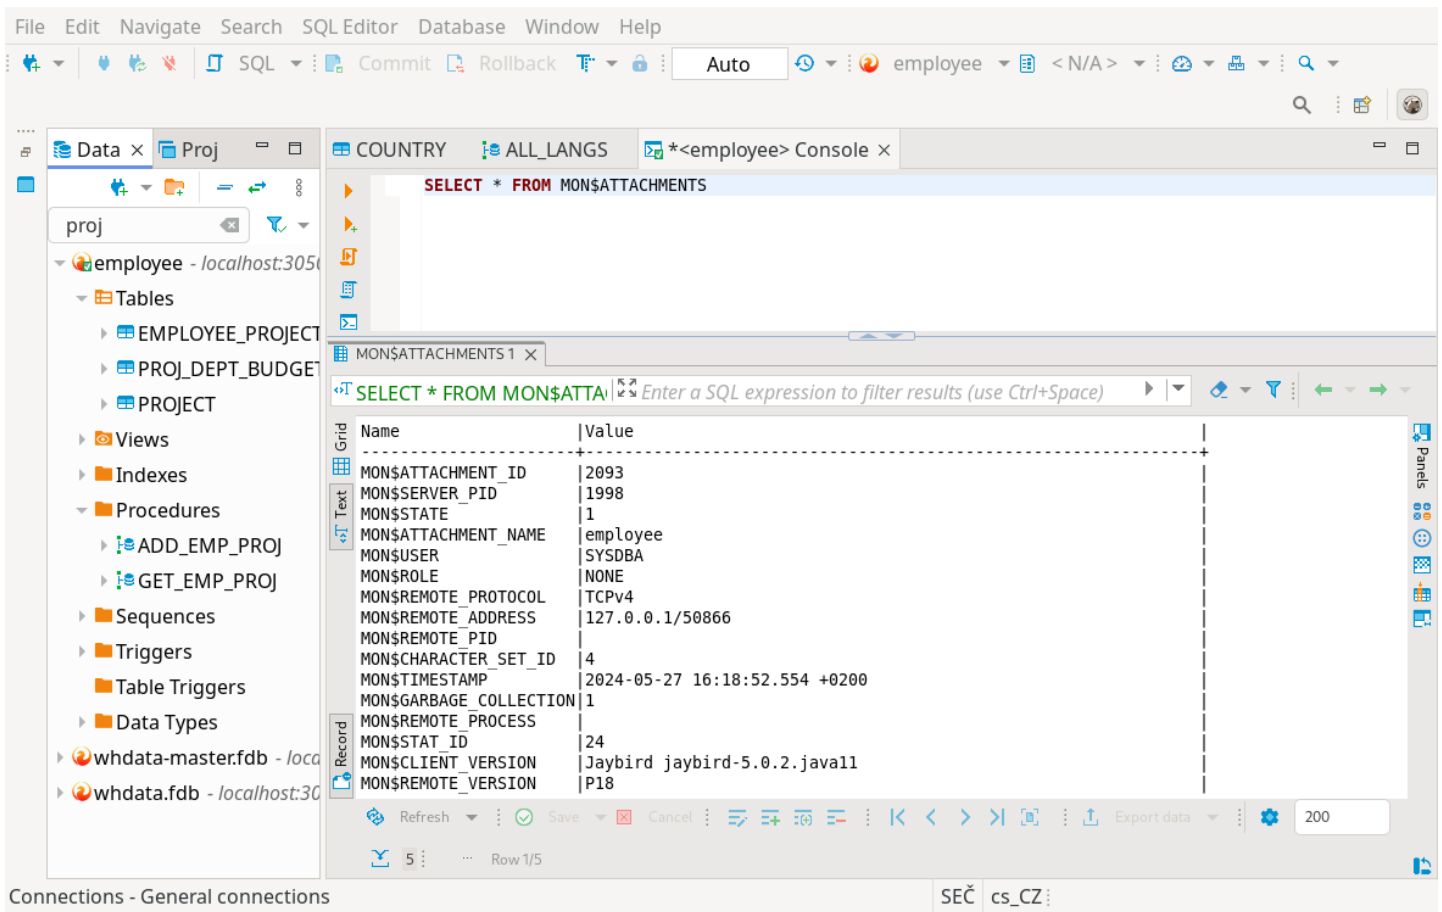 File Edit Navigate Search SQL Editor Database Window Help
SQL Commit Rollback Auto employee < N/A >
Data Proj
COUNTRY ALL_LANGS *<employee> Console
SELECT * FROM MON$ATTACHMENTS
proj
employee - localhost:305
Tables
EMPLOYEE_PROJECT
PROJ_DEPT_BUDGET
PROJECT
Views
Indexes
Procedures
ADD_EMP_PROJ
GET_EMP_PROJ
Sequences
Triggers
Table Triggers
Data Types
whdata-master.fdb - loca
whdata.fdb - localhost:30
MON$ATTACHMENTS 1
SELECT * FROM MON$ATTA Enter a SQL expression to filter results (use Ctrl+Space)
Grid
Text
Record
Name |Value |
MON$ATTACHMENT_ID |2093 |
MON$SERVER_PID |1998 |
MON$STATE |1 |
MON$ATTACHMENT_NAME |employee |
MON$USER |SYSDBA |
MON$ROLE |NONE |
MON$REMOTE_PROTOCOL |TCPv4 |
MON$REMOTE_ADDRESS |127.0.0.1/50866 |
MON$REMOTE_PID | |
MON$CHARACTER_SET_ID |4 |
MON$TIMESTAMP |2024-05-27 16:18:52.554 +0200 |
MON$GARBAGE_COLLECTION|1 |
MON$REMOTE_PROCESS | |
MON$STAT_ID |24 |
MON$CLIENT_VERSION |Jaybird jaybird-5.0.2.java11 |
MON$REMOTE_VERSION |P18 |
Panels
Refresh Save Cancel Export data 200
5 ... Row 1/5
Connections - General connections SEČ cs_CZ